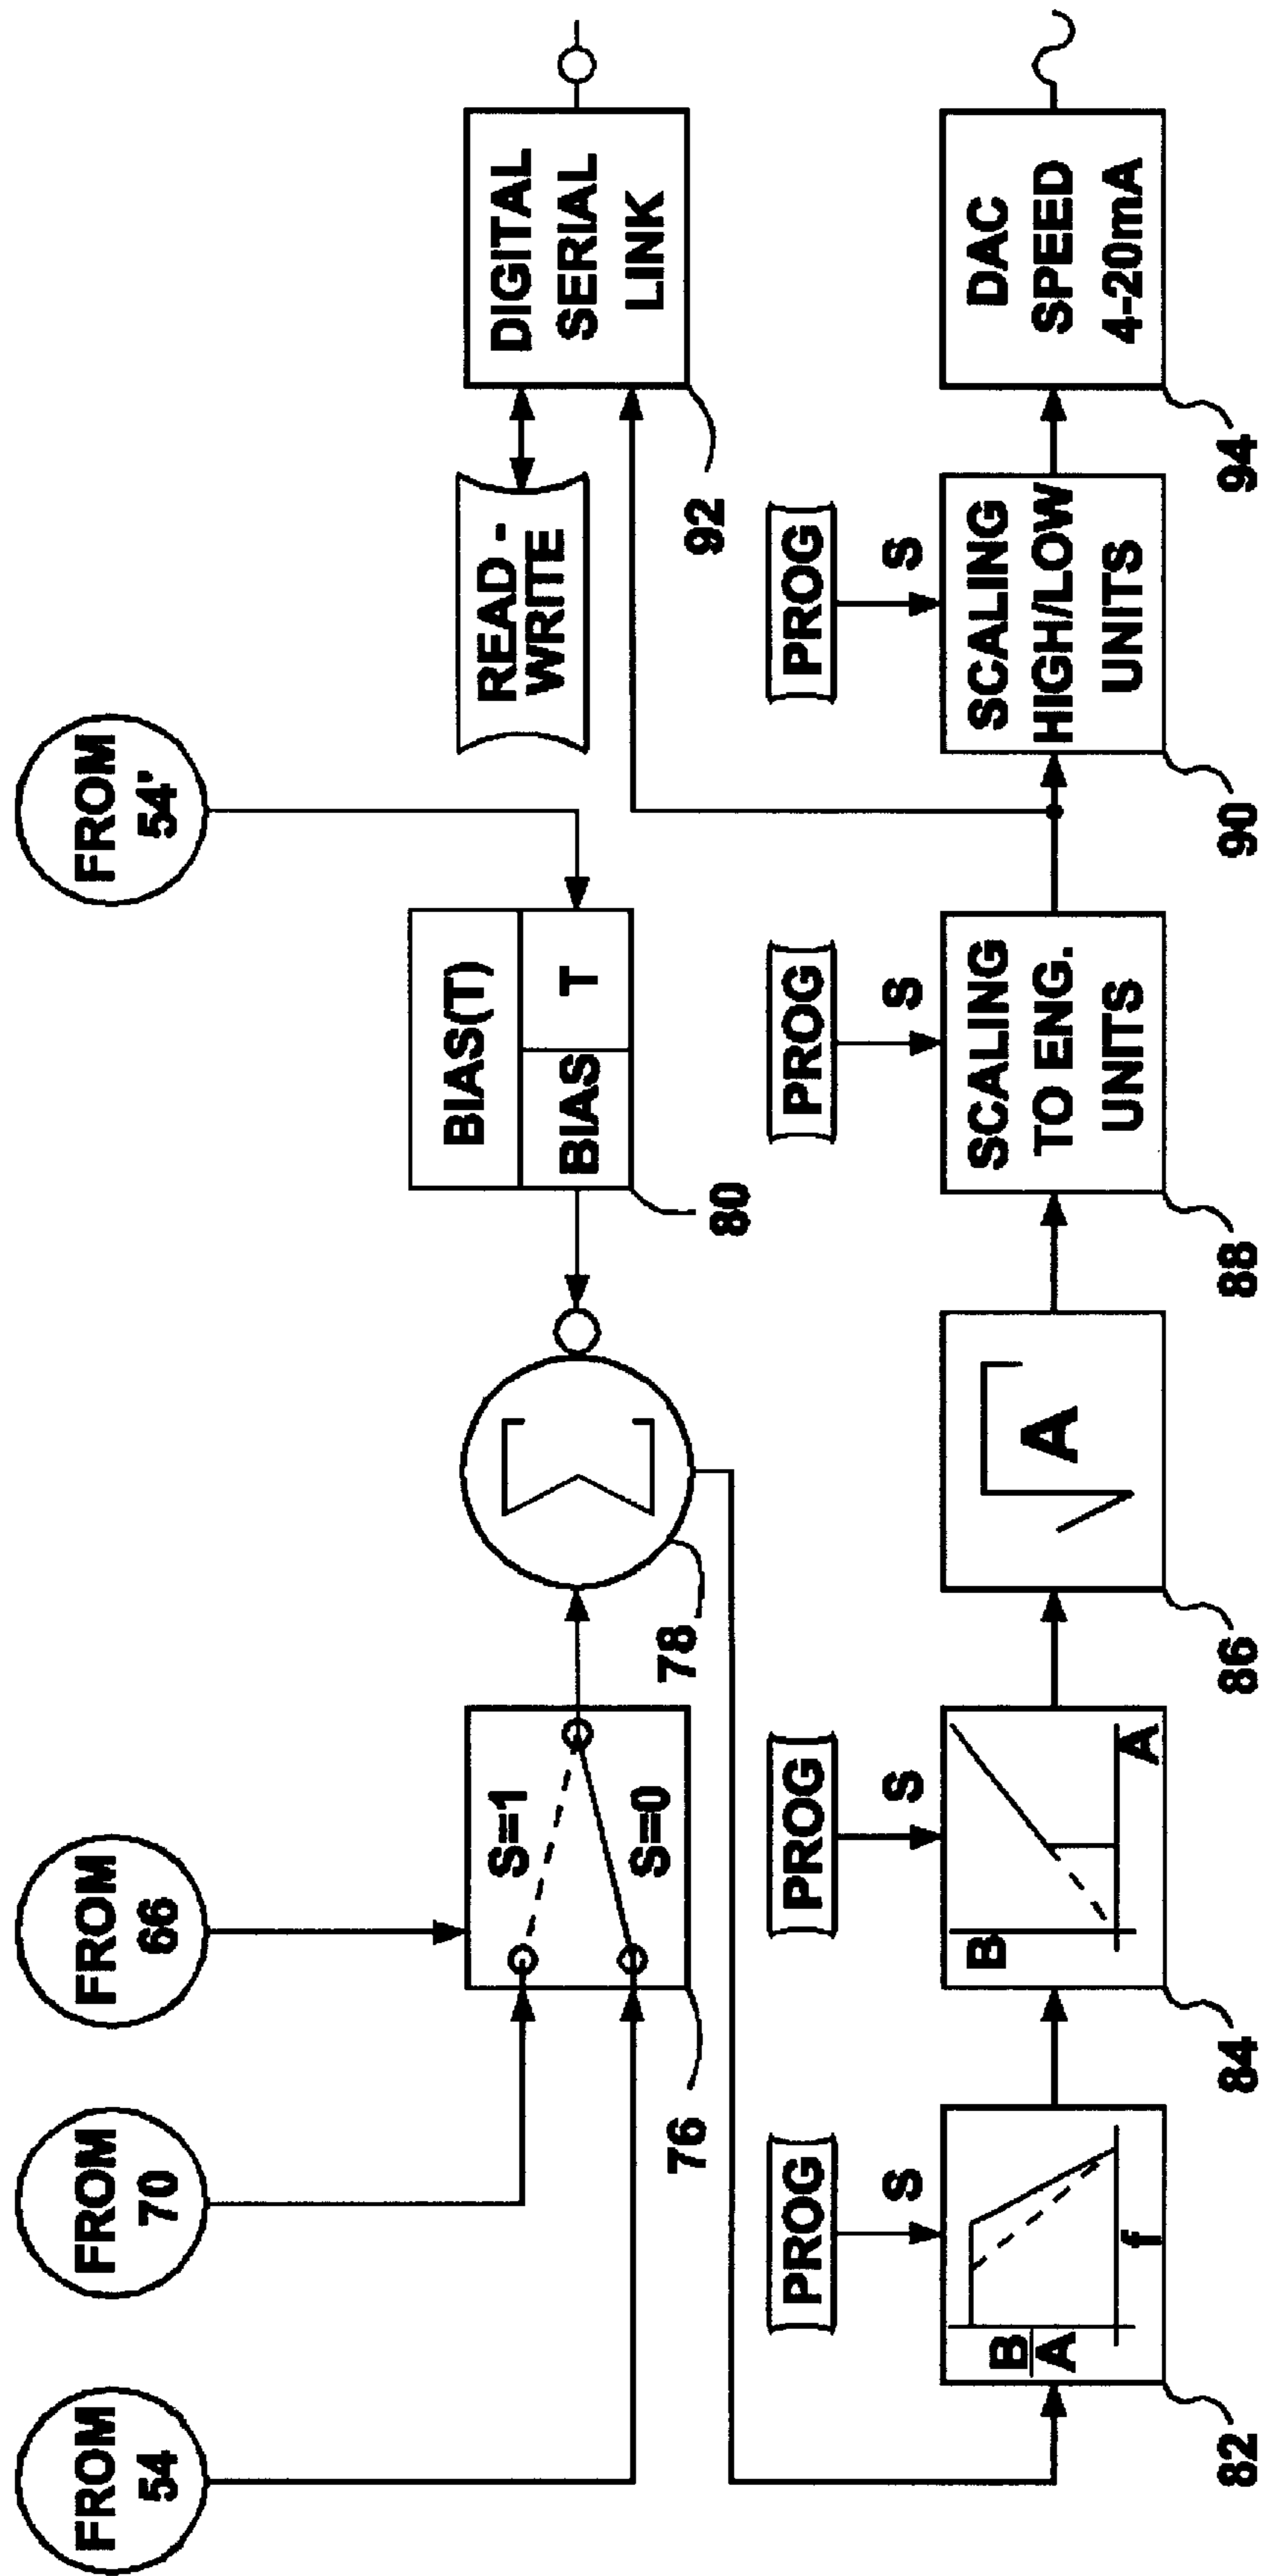 FROM
54
FROM
70
FROM
66
FROM
54'
S=1
S=0
76
Σ
78
BIAS(T)
BIAS
T
80
READ -
WRITE
DIGITAL
SERIAL
LINK
92
PROG
S
B
A
f
82
PROG
S
B
A
84
√A
86
PROG
S
SCALING
TO ENG.
UNITS
88
PROG
S
SCALING
HIGH/LOW
UNITS
90
DAC
SPEED
4-20mA
94